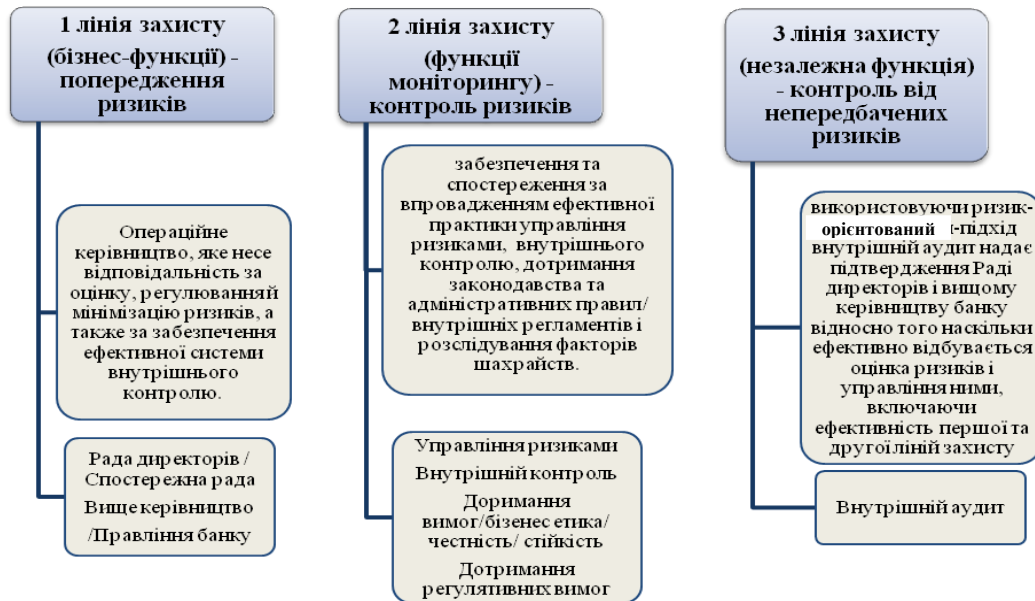 1 лінія захисту
(бізнес-функції) -
попередження
ризиків
Операційне
керівництво, яке несе
відповідальність за
оцінку, регулюванняй
мінімізацію ризиків, а
також за забезпечення
ефективної системи
внутрішнього
контролю.
Рада директорів /
Спостережна рада
Вище керівництво
/Правління банку
2 лінія захисту
(функції
моніторингу) -
контроль ризиків
забезпечення та
спостереження за
впровадженням ефективної
практики управління
ризиками, внутрішнього
контролю, дотримання
законодавства та
адміністративних правил/
внутрішніх регламентів і
розслідування факторів
шахрайств.
Управління ризиками
Внутрішній контроль
Доримання
вимог/бізенес етика/
честність/ стійкість
Дотримання
регулятивних вимог
3 лінія захисту
(незалежна функція)
- контроль від
непередбачених
ризиків
використовуючи ризик-
орієнтований -підхід
внутрішній аудит надає
підтвердження Раді
директорів і вищому
керівництву банку
відносно того наскільки
ефективно відбувається
оцінка ризиків і
управління ними,
включаючи
ефективність першої та
другої ліній захисту
Внутрішній аудит